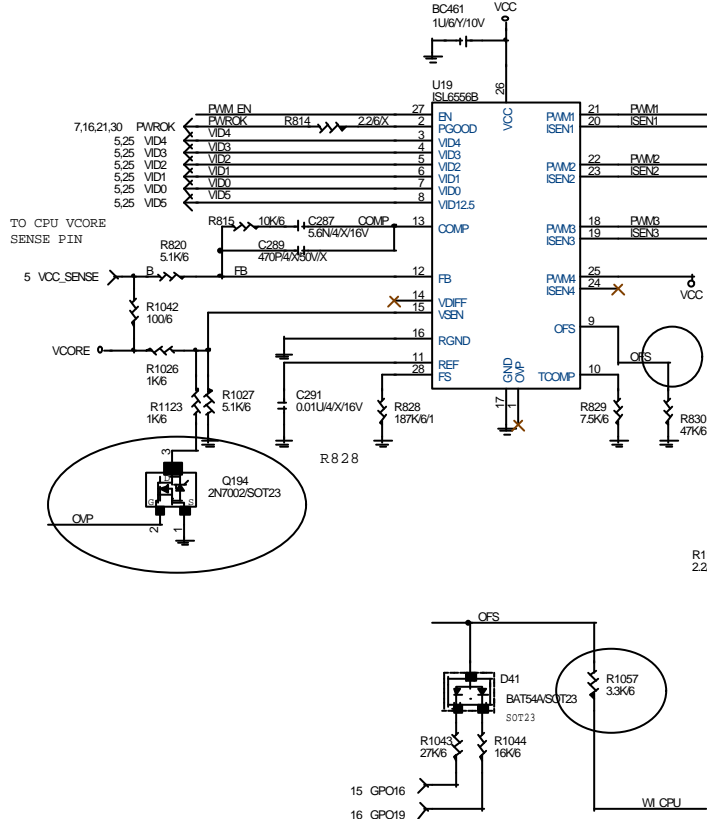 BC461
1U/6/Y/10V
VCC
U19
ISL6556B
26
VCC
PWM_EN 27 EN
7,16,21,30 PWROK PWROK R814 2.2/6/X 2 PGOOD
5,25 VID4 VID4 3 VID4
5,25 VID3 VID3 4 VID3
5,25 VID2 VID2 5 VID2
5,25 VID1 VID1 6 VID1
5,25 VID0 VID0 7 VID0
5,25 VID5 VID5 8 VID12.5
PWM1 21 PWM1
ISEN1 20 ISEN1
PWM2 22 PWM2
ISEN2 23 ISEN2
PWM3 18 PWM3
ISEN3 19 ISEN3
PWM4 25
ISEN4 24
VCC
OFS 9
OFS
TCOMP 10
TO CPU VCORE
SENSE PIN
R815 10K/6 C287 COMP 13 COMP
5.6N/4/X/16V
R820
5.1K/6
C289
470P/4/X50V/X
5 VCC_SENSE B FB 12 FB
14 VDIFF
15 VSEN
R1042
100/6
16 RGND
VCORE
R1026
1K/6
11 REF
28 FS
GND
OVP
17
1
R1123
1K/6
R1027
5.1K/6
C291
0.01U/4/X/16V
R828
187K/6/1
R829
7.5K/6
R830
47K/6
R828
3
Q194
2N7002/SOT23
G
S
OVP
2
1
R1
2.2/
OFS
D41
BAT54A/SOT23
SOT23
R1057
3.3K/6
R1043
27K/6
R1044
16K/6
15 GPO16
16 GPO19
WI CPU